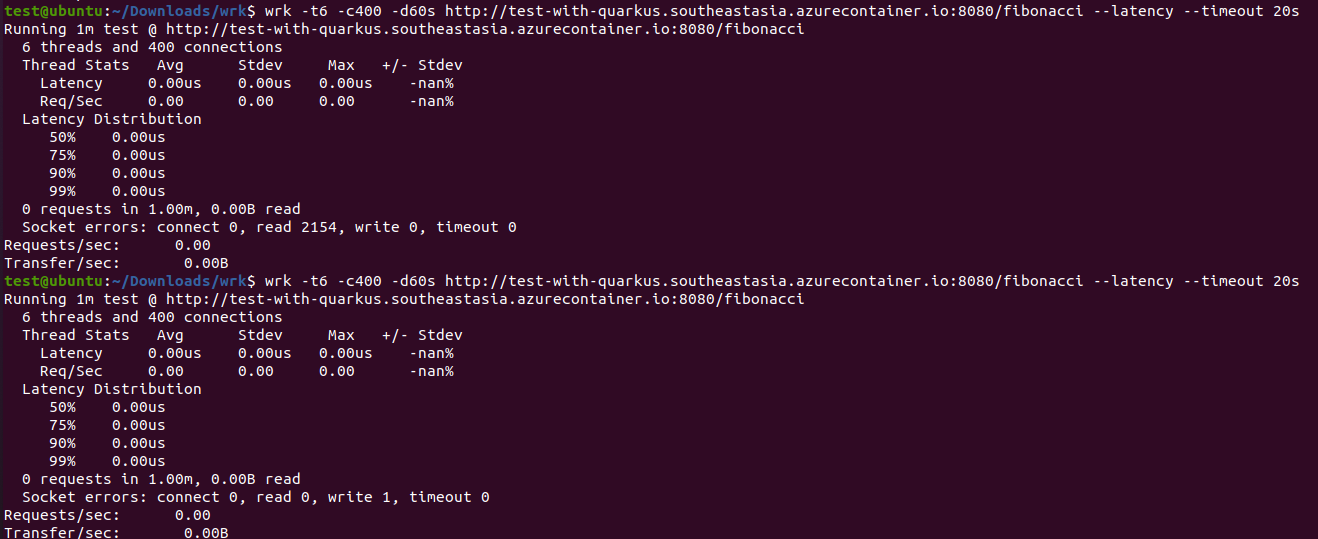 test@ubuntu:~/Downloads/wrk$ wrk -t6 -c400 -d60s http://test-with-quarkus.southeastasia.azurecontainer.io:8080/fibonacci --latency --timeout 20s
Running 1m test @ http://test-with-quarkus.southeastasia.azurecontainer.io:8080/fibonacci
  6 threads and 400 connections
  Thread Stats   Avg      Stdev     Max   +/- Stdev
    Latency     0.00us    0.00us   0.00us    -nan%
    Req/Sec     0.00      0.00     0.00      -nan%
  Latency Distribution
     50%    0.00us
     75%    0.00us
     90%    0.00us
     99%    0.00us
  0 requests in 1.00m, 0.00B read
  Socket errors: connect 0, read 2154, write 0, timeout 0
Requests/sec:      0.00
Transfer/sec:       0.00B
test@ubuntu:~/Downloads/wrk$ wrk -t6 -c400 -d60s http://test-with-quarkus.southeastasia.azurecontainer.io:8080/fibonacci --latency --timeout 20s
Running 1m test @ http://test-with-quarkus.southeastasia.azurecontainer.io:8080/fibonacci
  6 threads and 400 connections
  Thread Stats   Avg      Stdev     Max   +/- Stdev
    Latency     0.00us    0.00us   0.00us    -nan%
    Req/Sec     0.00      0.00     0.00      -nan%
  Latency Distribution
     50%    0.00us
     75%    0.00us
     90%    0.00us
     99%    0.00us
  0 requests in 1.00m, 0.00B read
  Socket errors: connect 0, read 0, write 1, timeout 0
Requests/sec:      0.00
Transfer/sec:       0.00B